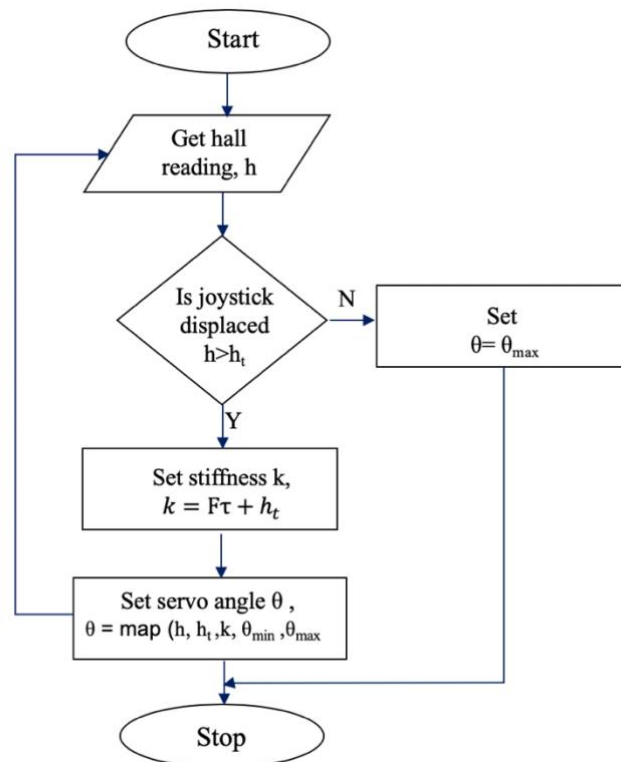 Start
Get hall
reading, h
Is joystick
displaced
h>hₜ
N
Set
θ= θₘₐₓ
Y
Set stiffness k,
k = Fτ + hₜ
Set servo angle θ ,
θ = map (h, hₜ ,k, θₘᵢₙ ,θₘₐₓ
Stop